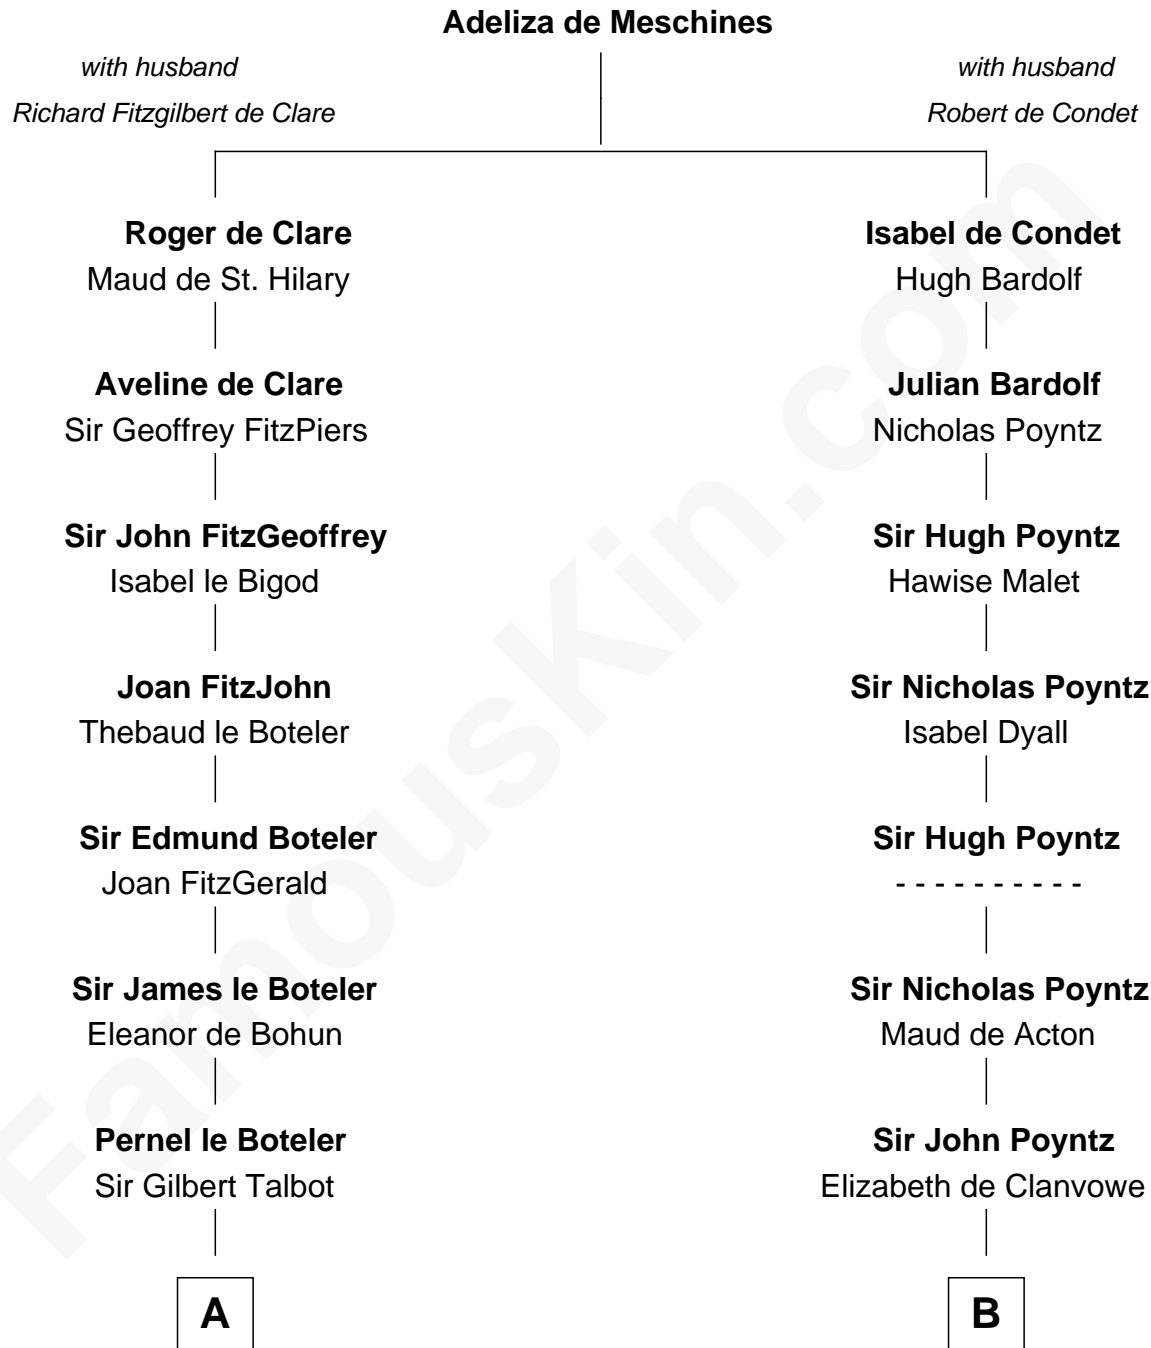 Adeliza de Meschines
with husband
Richard Fitzgilbert de Clare
with husband
Robert de Condet
Roger de Clare
Maud de St. Hilary
Isabel de Condet
Hugh Bardolf
Aveline de Clare
Sir Geoffrey FitzPiers
Julian Bardolf
Nicholas Poyntz
Sir John FitzGeoffrey
Isabel le Bigod
Sir Hugh Poyntz
Hawise Malet
Joan FitzJohn
Thebaud le Boteler
Sir Nicholas Poyntz
Isabel Dyall
Sir Edmund Boteler
Joan FitzGerald
Sir Hugh Poyntz
- - - - - - - - - -
Sir James le Boteler
Eleanor de Bohun
Sir Nicholas Poyntz
Maud de Acton
Pernel le Boteler
Sir Gilbert Talbot
Sir John Poyntz
Elizabeth de Clanvowe
A
B
FamousKin.com